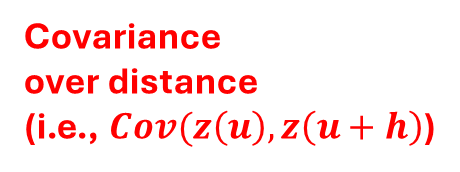 Covariance
over distance
(i.e., Cov(z(u), z(u + h))